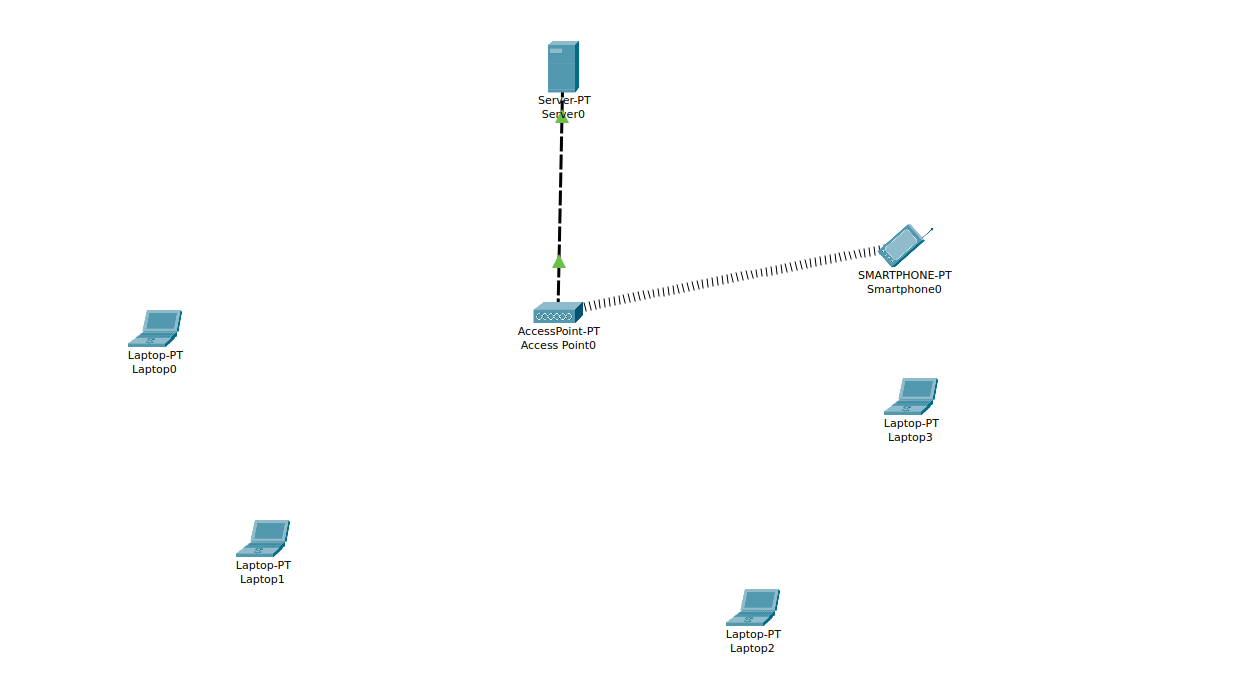 Server-PT
Server0
SMARTPHONE-PT
Smartphone0
AccessPoint-PT
Access Point0
Laptop-PT
Laptop0
Laptop-PT
Laptop3
Laptop-PT
Laptop1
Laptop-PT
Laptop2